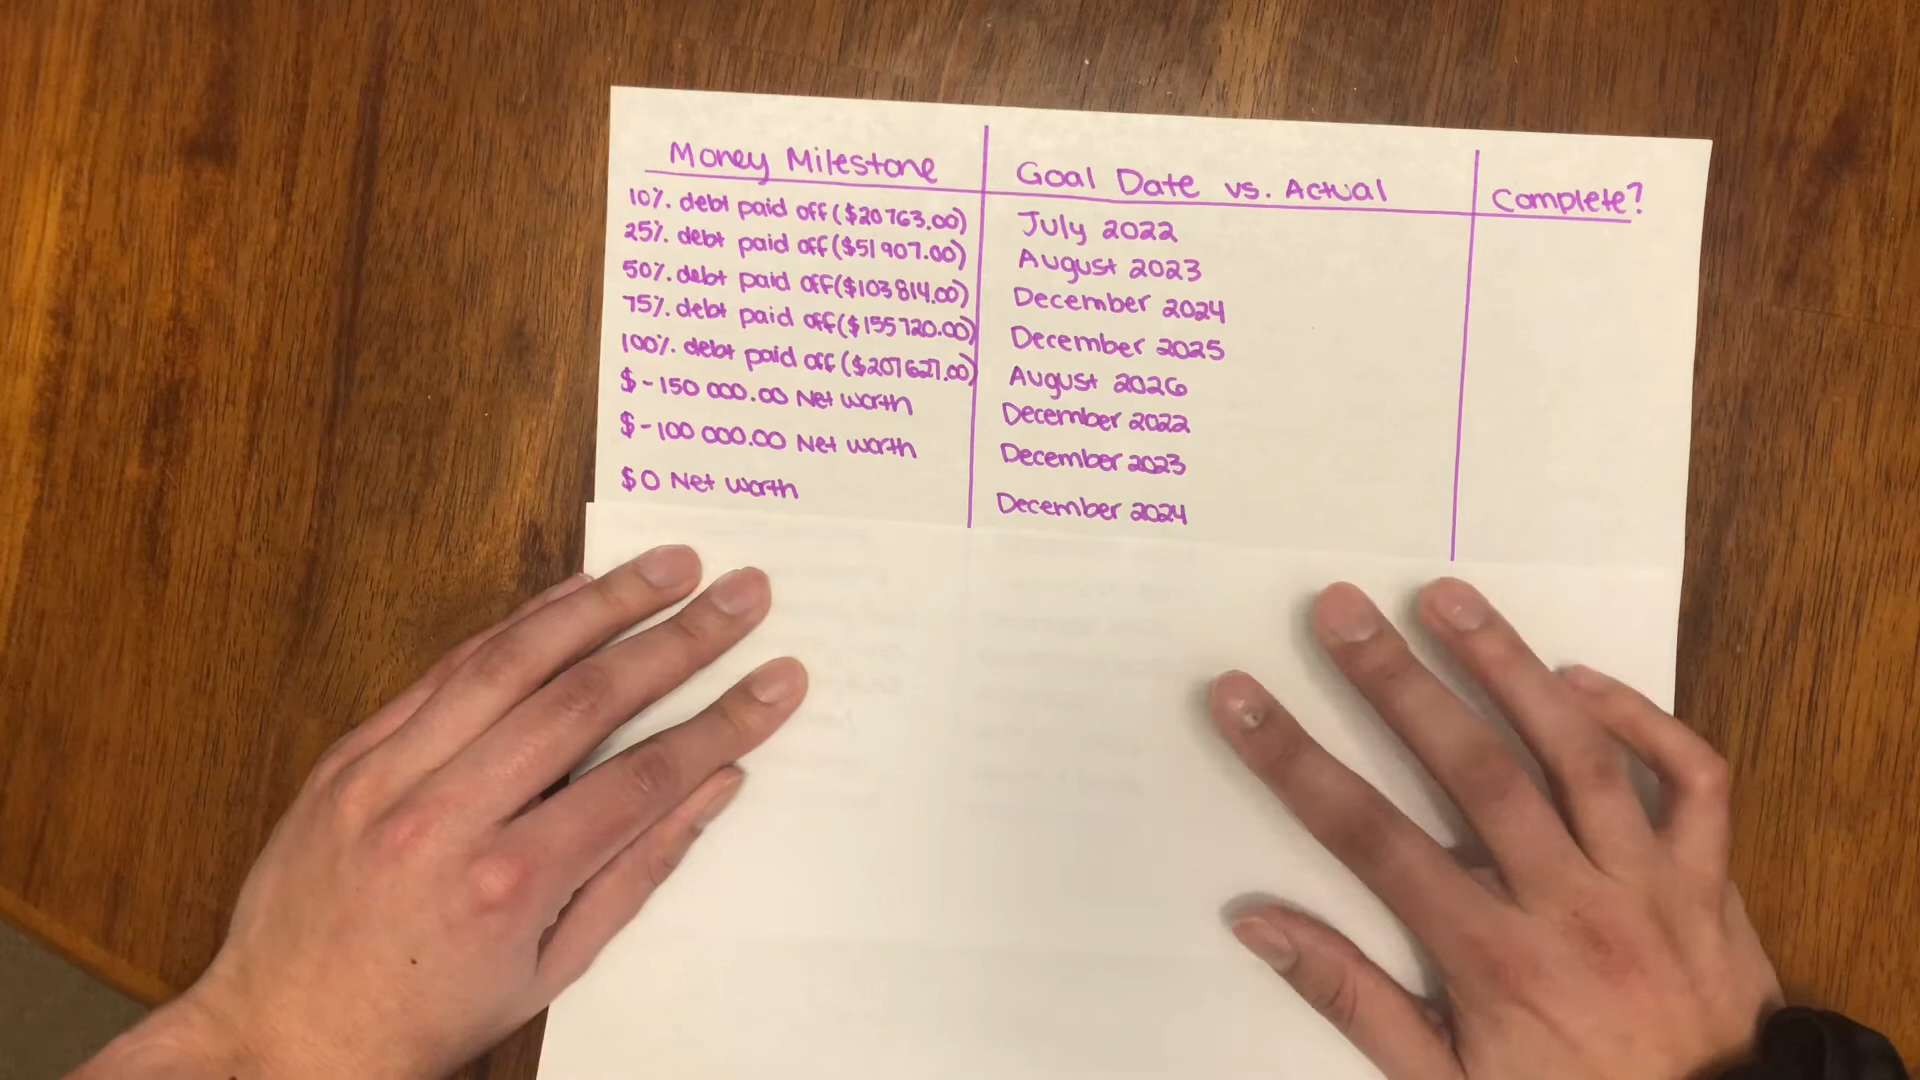 Money Milestone Goal Date vs. Actual Complete?
10% debt paid off ($20763.00) July 2022
25% debt paid off ($51907.00) August 2023
50% debt paid off ($103814.00) December 2024
75% debt paid off ($155720.00) December 2025
100% debt paid off ($207627.00) August 2026
$-150 000.00 Net worth December 2022
$-100 000.00 Net worth December 2023
$0 Net worth December 2024